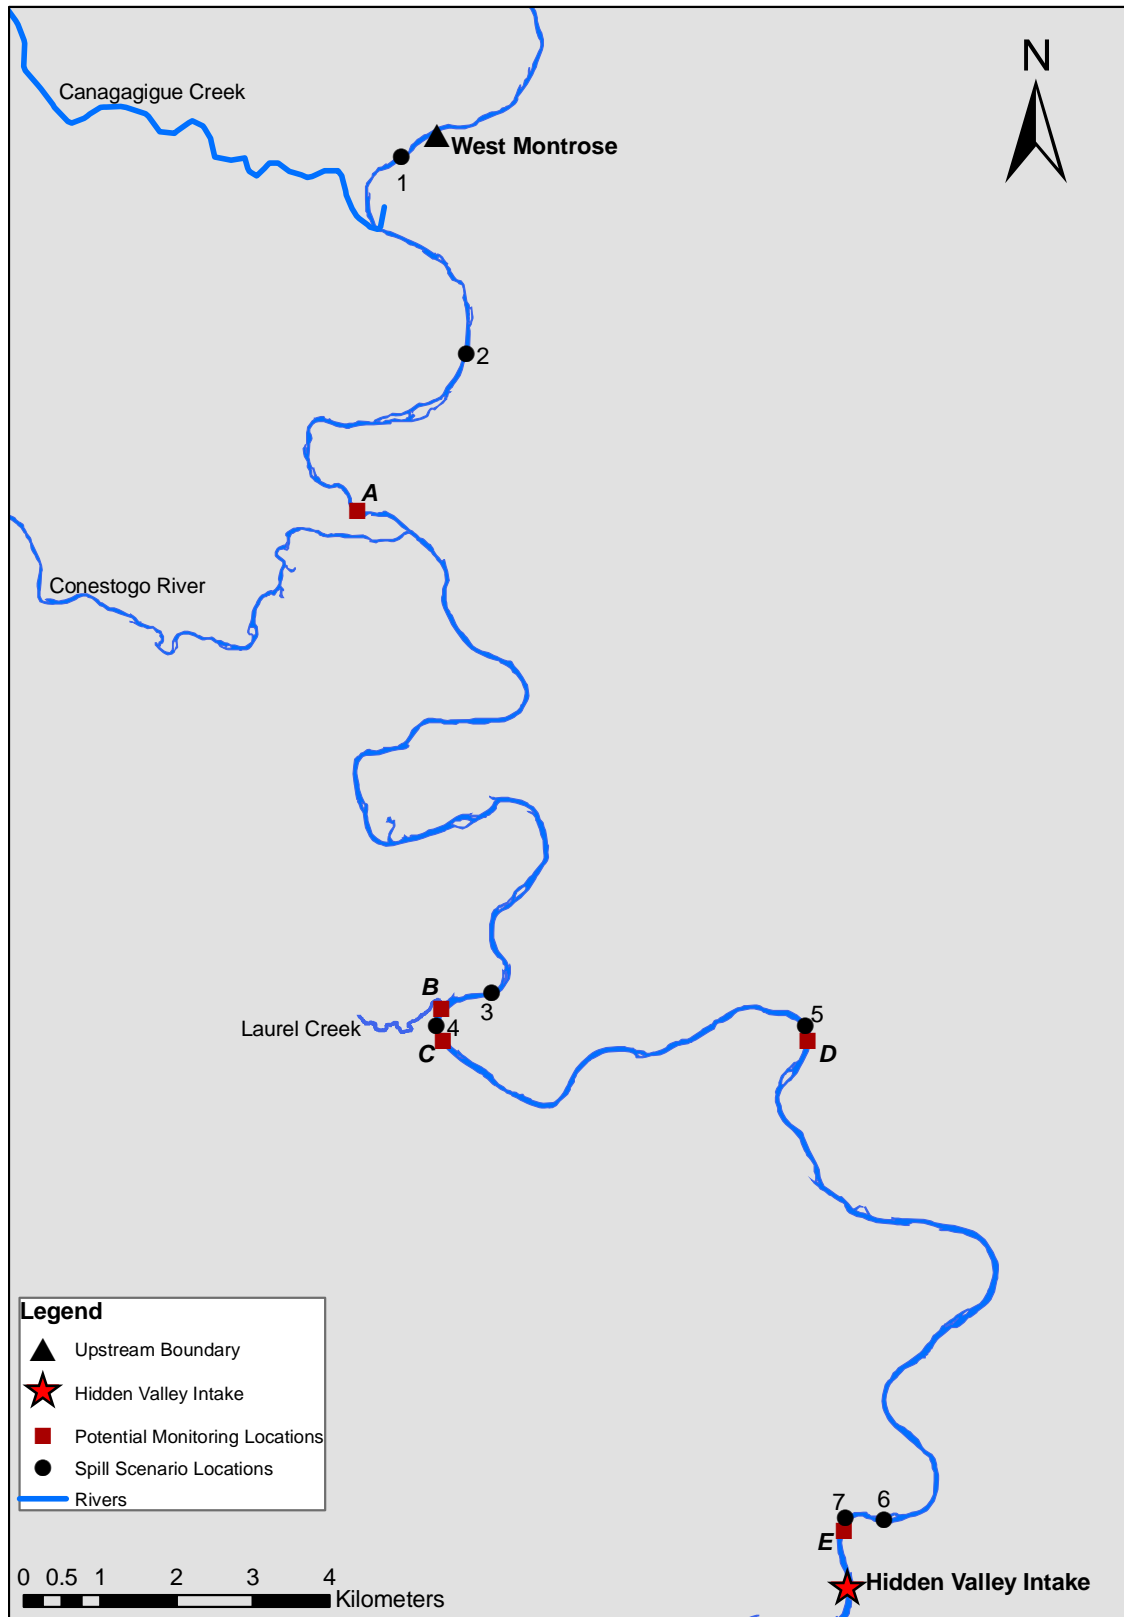 N
Canagagigue Creek
West Montrose
1
2
A
Conestogo River
B
3
Laurel Creek
4
C
5
D
Legend
Upstream Boundary
Hidden Valley Intake
Potential Monitoring Locations
Spill Scenario Locations
Rivers
7
6
E
Hidden Valley Intake
0 0.5 1 2 3 4
Kilometers